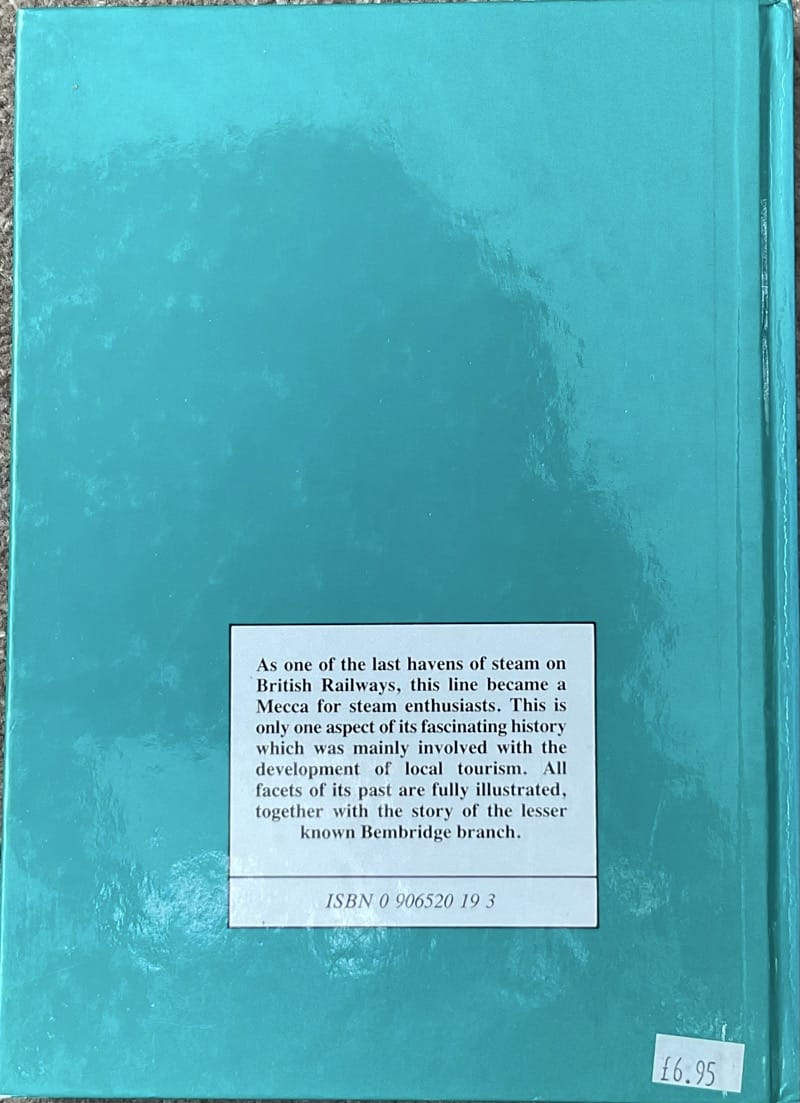 As one of the last havens of steam on
British Railways, this line became a
Mecca for steam enthusiasts. This is
only one aspect of its fascinating history
which was mainly involved with the
development of local tourism. All
facets of its past are fully illustrated,
together with the story of the lesser
known Bembridge branch.
ISBN 0 906520 19 3
£6.95